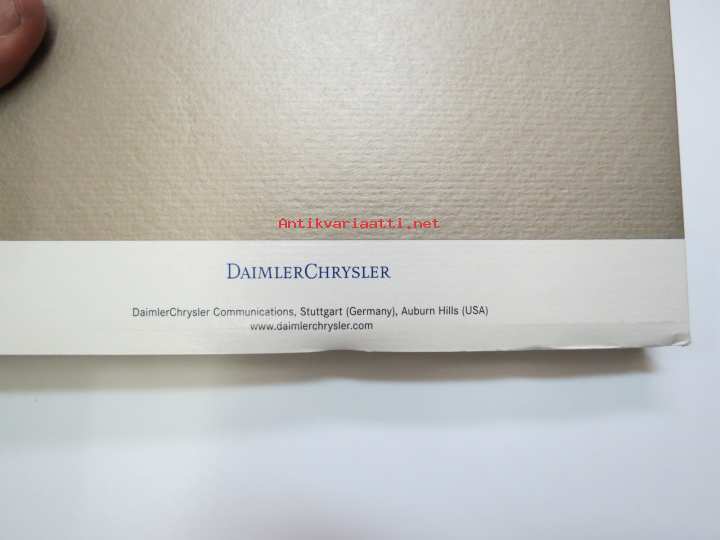 Antikvariaatti.net
DAIMLERCHRYSLER
DaimlerChrysler Communications, Stuttgart (Germany), Auburn Hills (USA)
www.daimlerchrysler.com